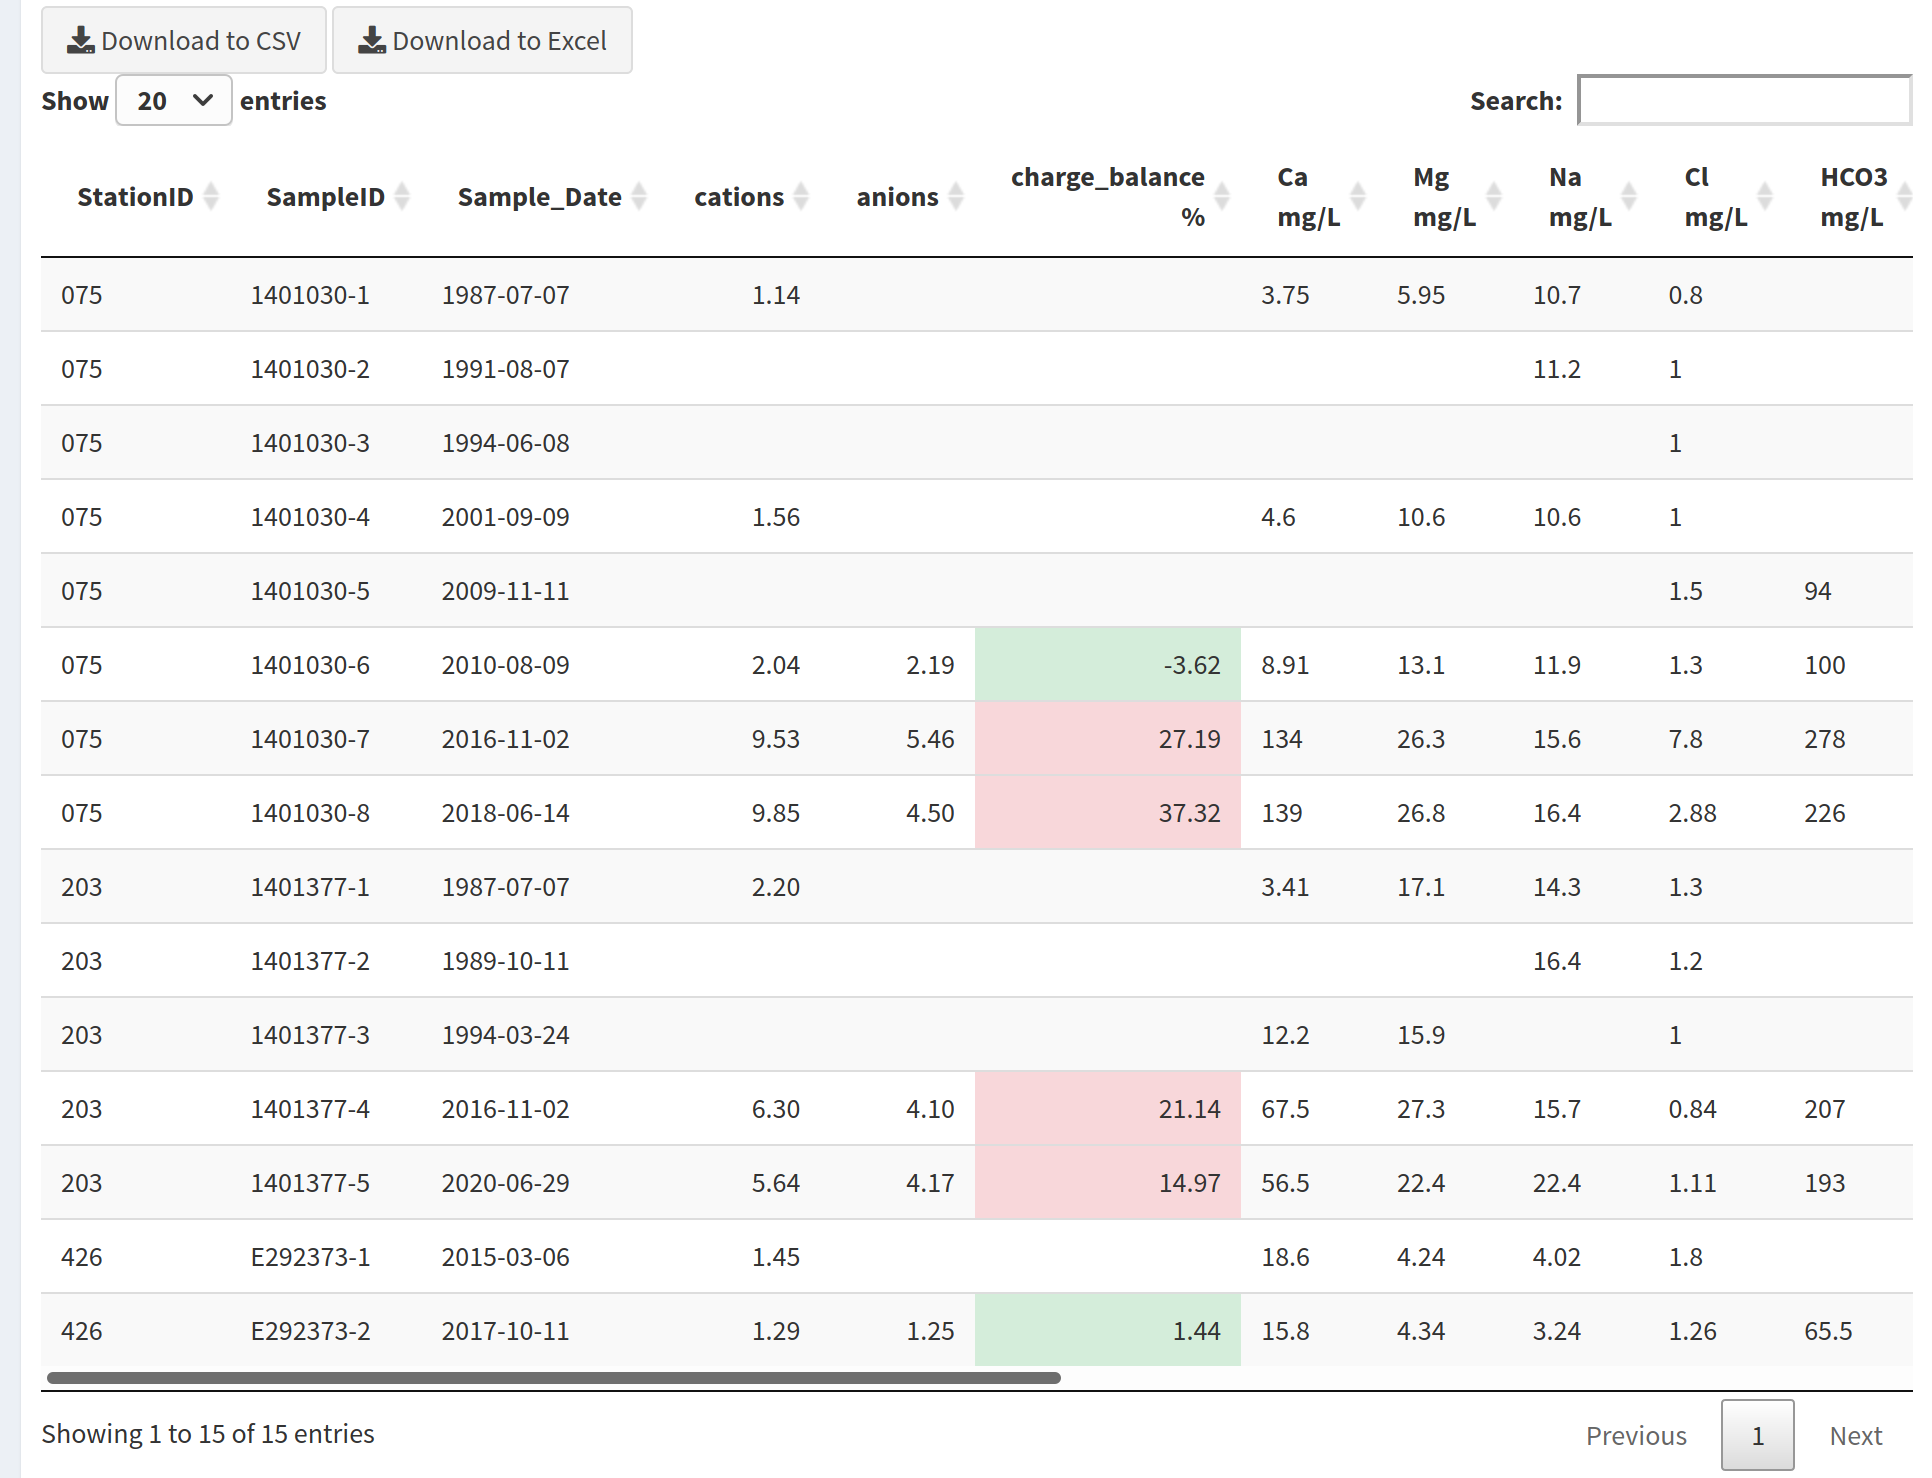 Download to CSV Download to Excel
Show 20 entries Search:
StationID SampleID Sample_Date cations anions charge_balance % Ca mg/L Mg mg/L Na mg/L Cl mg/L HCO3 mg/L
075 1401030-1 1987-07-07 1.14 3.75 5.95 10.7 0.8
075 1401030-2 1991-08-07 11.2 1
075 1401030-3 1994-06-08 1
075 1401030-4 2001-09-09 1.56 4.6 10.6 10.6 1
075 1401030-5 2009-11-11 1.5 94
075 1401030-6 2010-08-09 2.04 2.19 -3.62 8.91 13.1 11.9 1.3 100
075 1401030-7 2016-11-02 9.53 5.46 27.19 134 26.3 15.6 7.8 278
075 1401030-8 2018-06-14 9.85 4.50 37.32 139 26.8 16.4 2.88 226
203 1401377-1 1987-07-07 2.20 3.41 17.1 14.3 1.3
203 1401377-2 1989-10-11 16.4 1.2
203 1401377-3 1994-03-24 12.2 15.9 1
203 1401377-4 2016-11-02 6.30 4.10 21.14 67.5 27.3 15.7 0.84 207
203 1401377-5 2020-06-29 5.64 4.17 14.97 56.5 22.4 22.4 1.11 193
426 E292373-1 2015-03-06 1.45 18.6 4.24 4.02 1.8
426 E292373-2 2017-10-11 1.29 1.25 1.44 15.8 4.34 3.24 1.26 65.5
Showing 1 to 15 of 15 entries Previous 1 Next